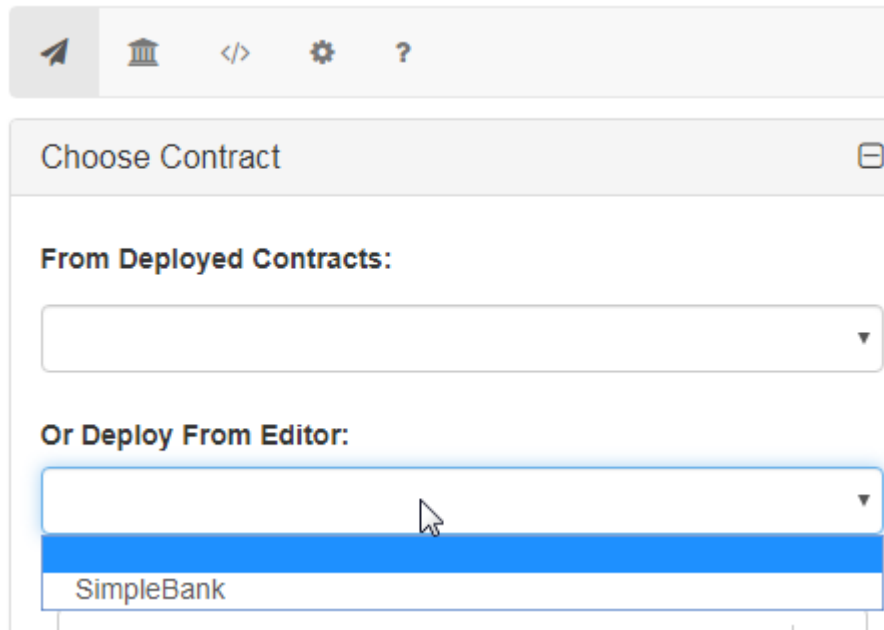 </> ?
Choose Contract
From Deployed Contracts:
Or Deploy From Editor:
SimpleBank